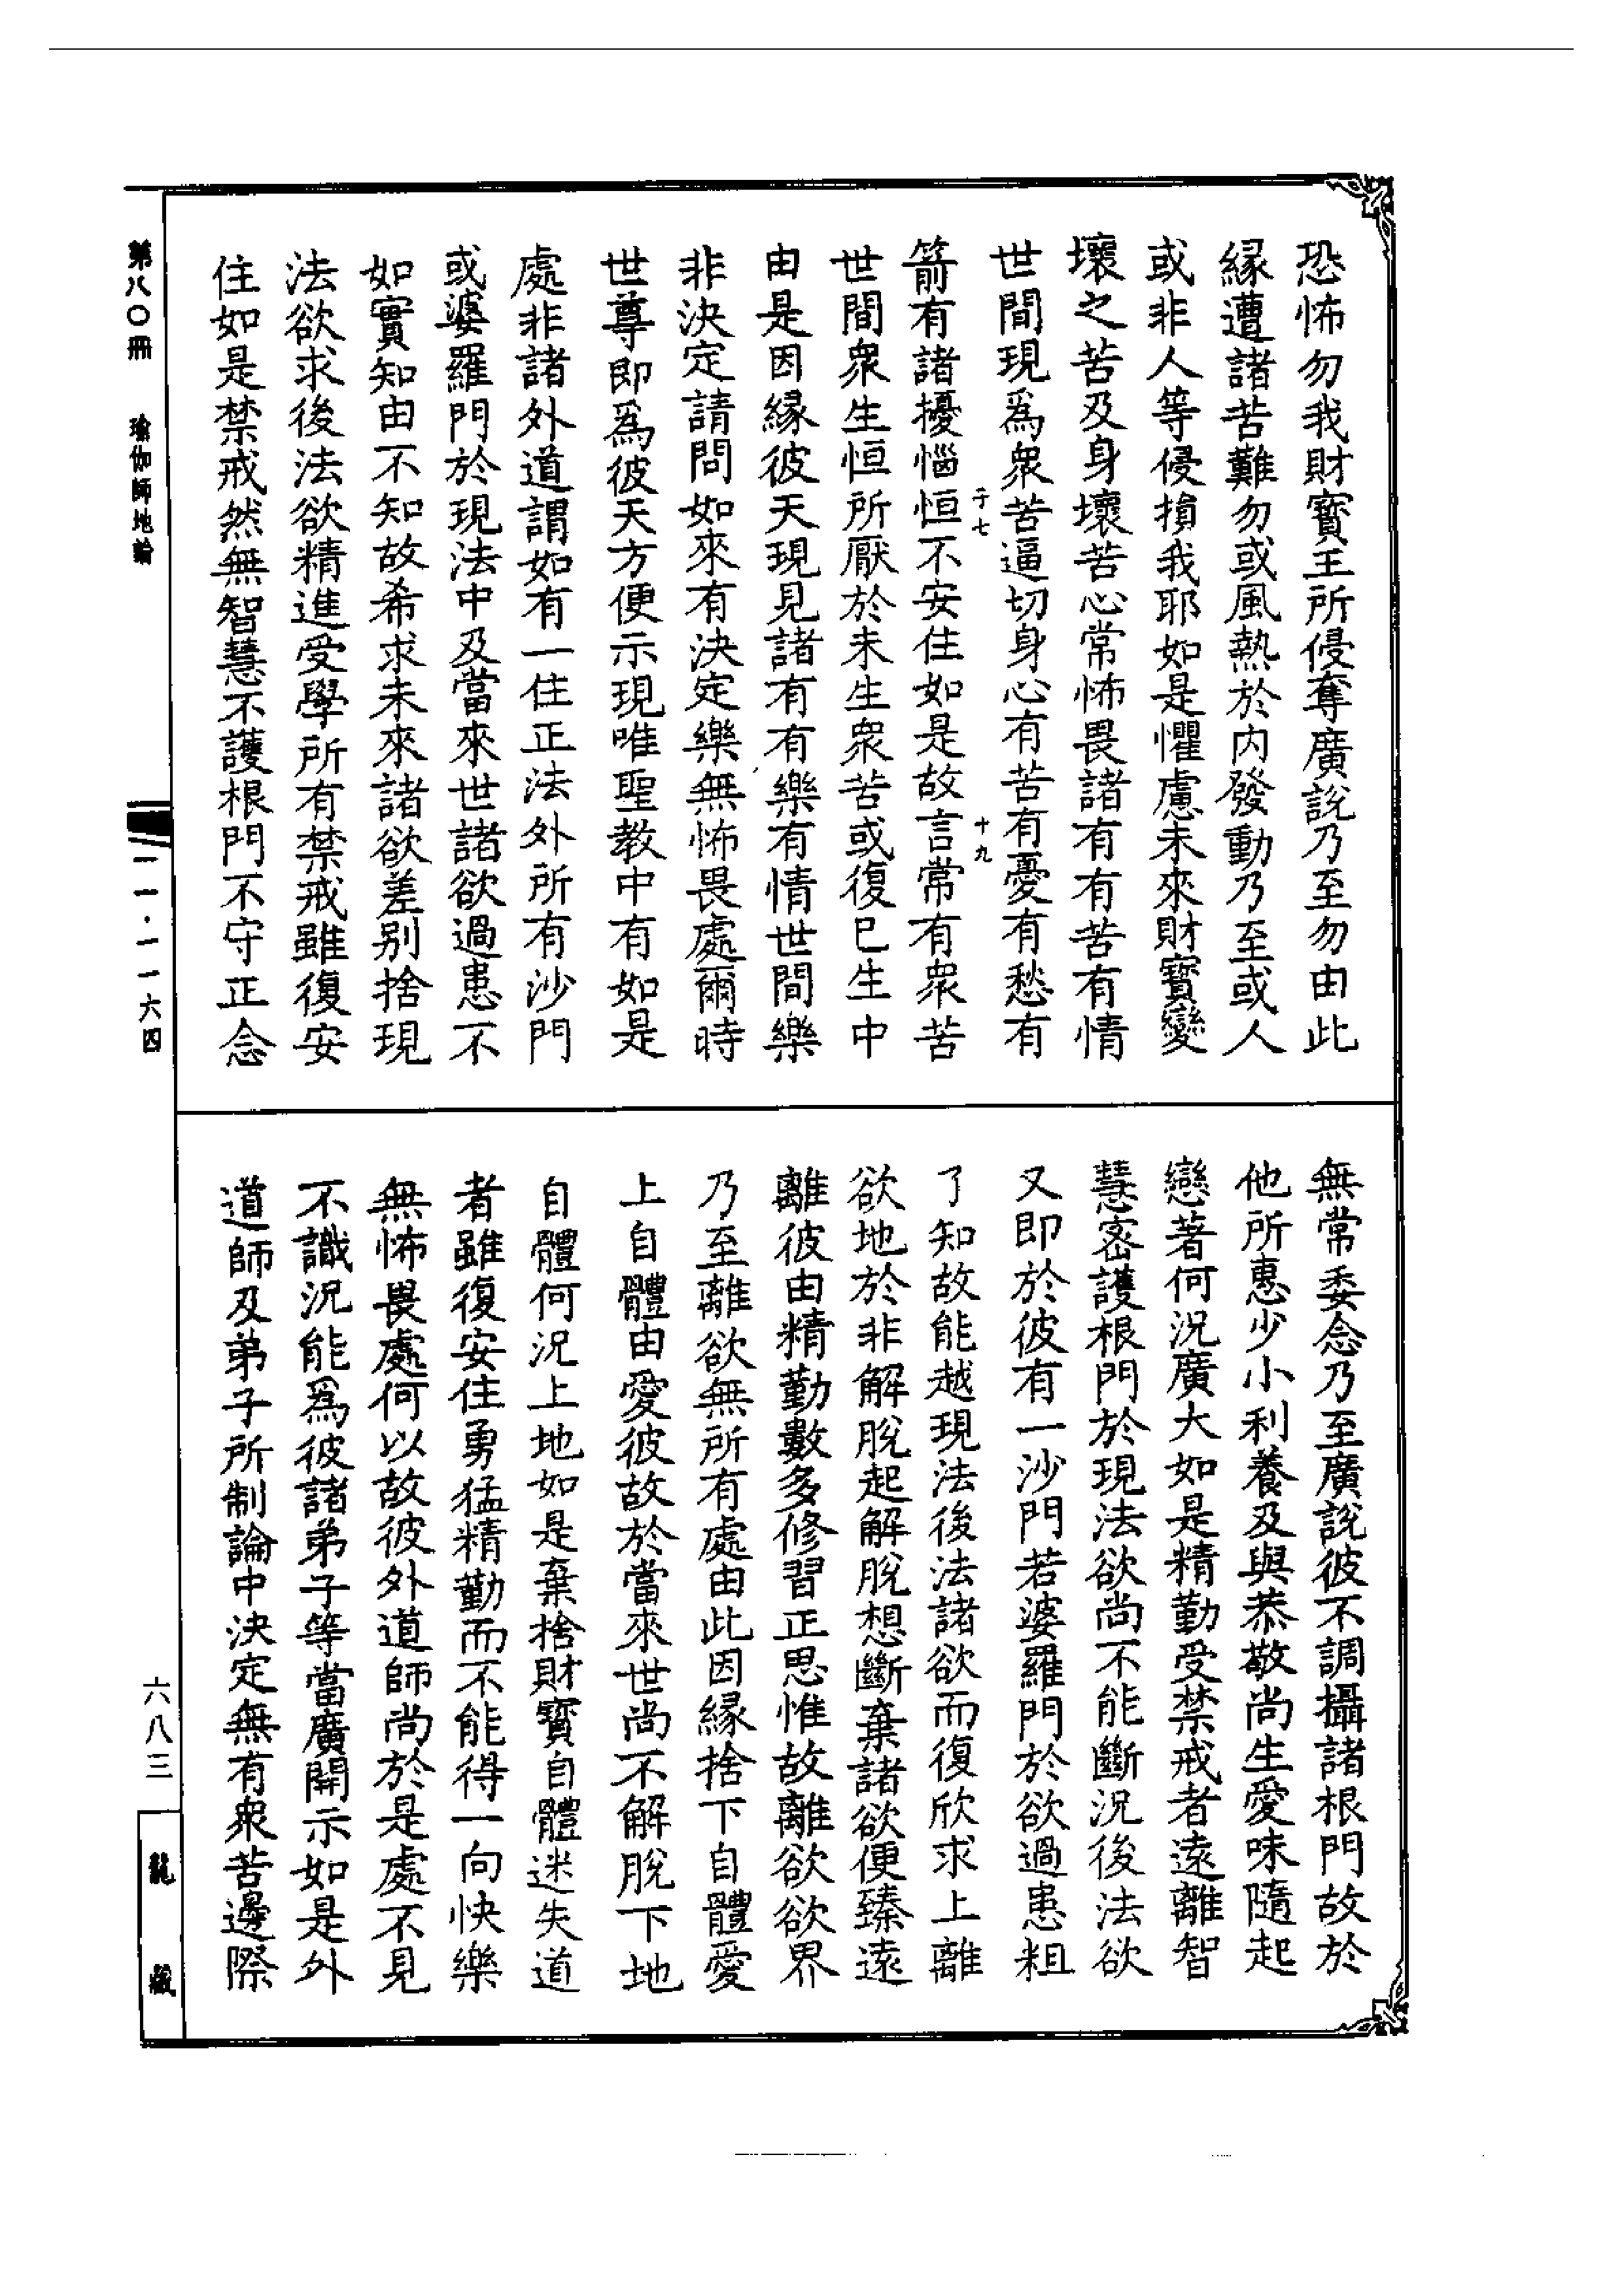 恐怖勿我財寶王所侵奪廣說乃至勿由此
緣遭諸苦難勿或風熱於内發動乃至或人
或非人等侵損我耶如是懼慮未來財寶變
壞之苦及身壞苦心常怖畏諸有有苦有情
世間現爲衆苦逼切身心有苦有憂有愁有
于七 十九
箭有諸擾惱恒不安住如是故言常有衆苦
世間衆生恒所厭於未生衆苦或復已生中
由是因緣彼天現見諸有有樂有情世間樂
非決定請問如來有決定樂無怖畏處爾時
世尊即爲彼天方便示現唯聖教中有如是
處非諸外道謂如有一住正法外所有沙門
或婆羅門於現法中及當來世諸欲過患不
如實知由不知故希求未來諸欲差别捨現
法欲求後法欲精進受學所有禁戒雖復安
住如是禁戒然無智慧不護根門不守正念
無常委念乃至廣說彼不調攝諸根門故於
他所惠少小利養及與恭敬尚生愛味隨起
戀著何況廣大如是精勤受禁戒者遠離智
慧密護根門於現法欲尚不能斷況後法欲
又即於彼有一沙門若婆羅門於欲過患粗
了知故能越現法後法諸欲而復欣求上離
欲地於非解脫起解脫想斷棄諸欲便臻遠
離彼由精勤數多修習正思惟故離欲欲界
乃至離欲無所有處由此因緣捨下自體愛
上自體由愛彼故於當來世尚不解脫下地
自體何況上地如是棄捨財寶自體迷失道
者雖復安住勇猛精勤而不能得一向快樂
無怖畏處何以故彼外道師尚於是處不見
不識況能爲彼諸弟子等當廣開示如是外
道師及弟子所制論中決定無有衆苦邊際
第八〇冊 瑜伽師地論
一一·一一六四
六八三
龍藏